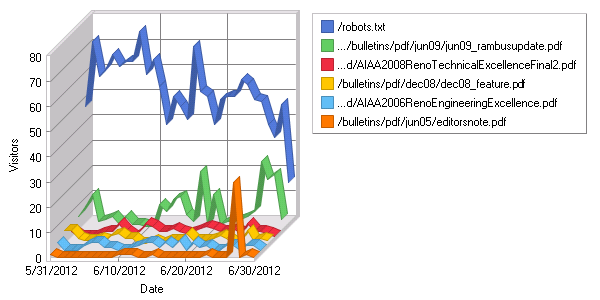 80
70
60
50
40
30
20
10
0
Visitors
5/31/2012 6/10/2012 6/20/2012 6/30/2012
Date
/robots.txt
.../bulletins/pdf/jun09/jun09_rambusupdate.pdf
...d/AIAA2008RenoTechnicalExcellenceFinal2.pdf
/bulletins/pdf/dec08/dec08_feature.pdf
...d/AIAA2006RenoEngineeringExcellence.pdf
/bulletins/pdf/jun05/editorsnote.pdf